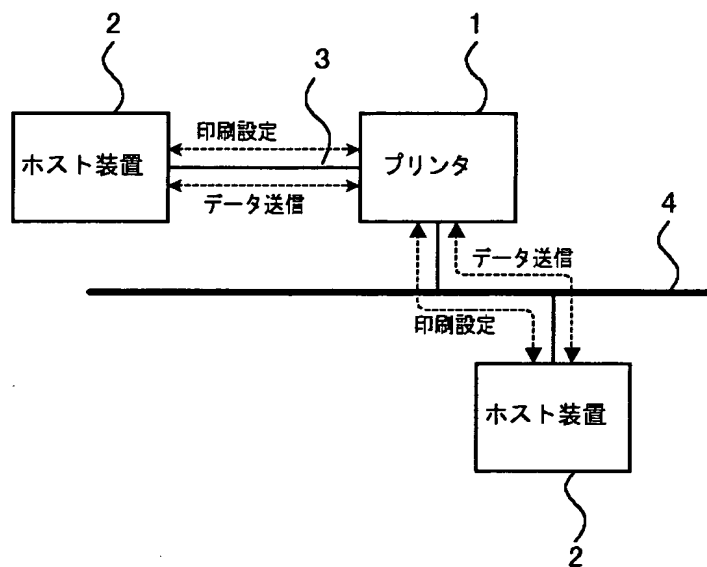 2
3
1
印刷設定
ホスト装置
プリンタ
データ送信
4
データ送信
印刷設定
ホスト装置
2